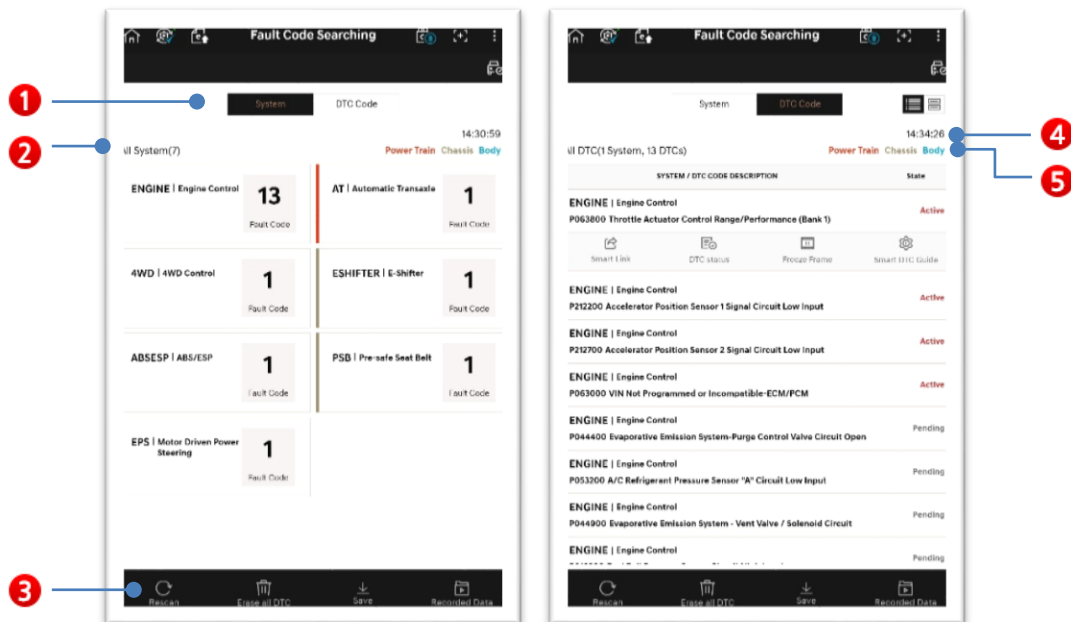 Fault Code Searching
System DTC Code
14:30:59
All System(7) Power Train Chassis Body
ENGINE | Engine Control 13 Fault Code
AT | Automatic Transaxle 1 Fault Code
4WD | 4WD Control 1 Fault Code
ESHIFTER | E-Shifter 1 Fault Code
ABSESP | ABS/ESP 1 Fault Code
PSB | Pre-safe Seat Belt 1 Fault Code
EPS | Motor Driven Power
Steering 1 Fault Code
Rescan Erase all DTC Save Recorded Data
1
2
3
Fault Code Searching
System DTC Code
14:34:26
All DTC(1 System, 13 DTCs) Power Train Chassis Body
SYSTEM / DTC CODE DESCRIPTION State
ENGINE | Engine Control
P063800 Throttle Actuator Control Range/Performance (Bank 1) Active
Smart Link DTC status Freeze Frame Smart DTC Guide
ENGINE | Engine Control
P212200 Accelerator Position Sensor 1 Signal Circuit Low Input Active
ENGINE | Engine Control
P212700 Accelerator Position Sensor 2 Signal Circuit Low Input Active
ENGINE | Engine Control
P063000 VIN Not Programmed or Incompatible-ECM/PCM Active
ENGINE | Engine Control
P044400 Evaporative Emission System-Purge Control Valve Circuit Open Pending
ENGINE | Engine Control
P053200 A/C Refrigerant Pressure Sensor "A" Circuit Low Input Pending
ENGINE | Engine Control
P044900 Evaporative Emission System - Vent Valve / Solenoid Circuit Pending
ENGINE | Engine Control
Pending
Rescan Erase all DTC Save Recorded Data
4
5